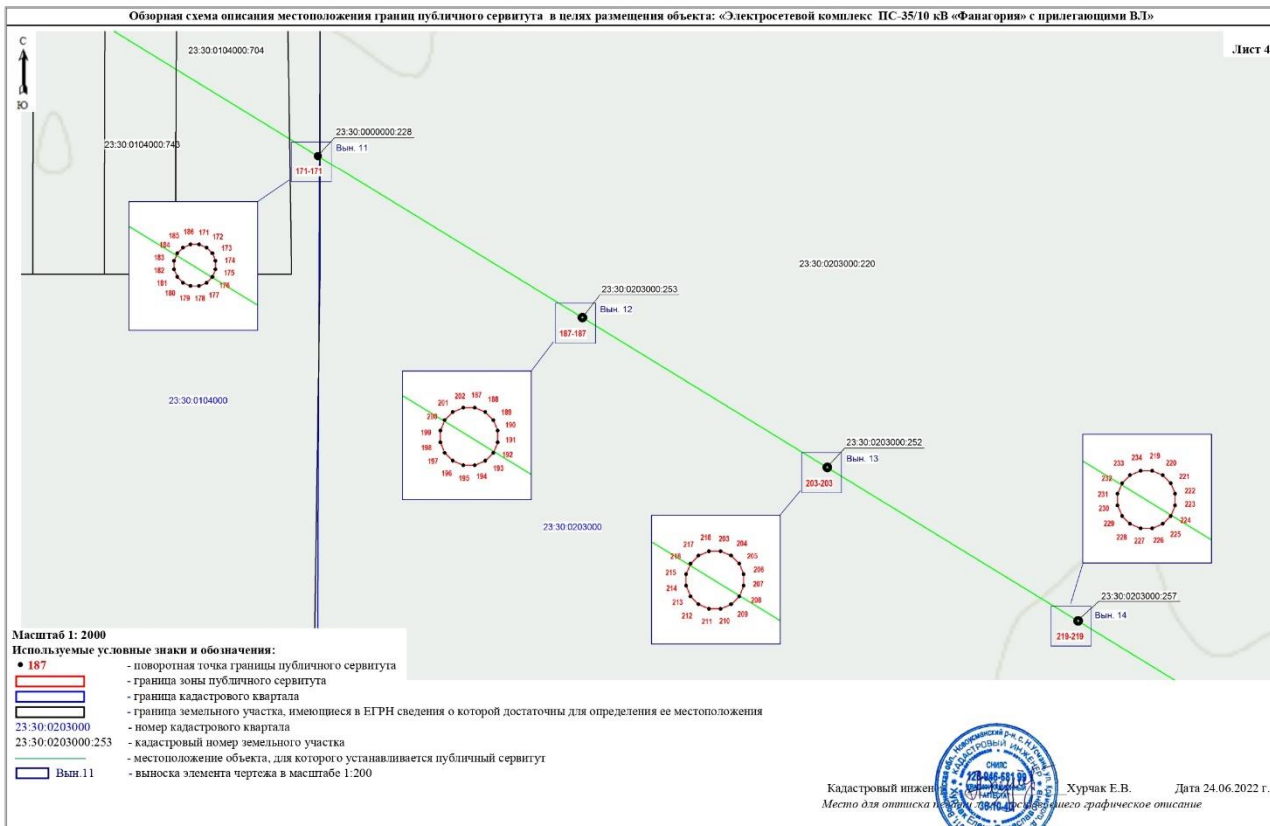 Обзорная схема описания местоположения границ публичного сервитута в целях размещения объекта: «Электросетевой комплекс ПС-35/10 кВ «Фанагория» с прилегающими ВЛ»
Лист 4
С
Ю
23:30:0104000:704
23:30:0104000:743
23:30:0000000:228
Вын. 11
171-171
186 171
185 172
184 173
183 174
182 175
181 176
180 177
179 178
23:30:0203000:220
23:30:0203000:253
Вын. 12
187-187
23:30:0104000
202 187
201 188
200 189
199 190
198 191
197 192
196 193
195 194
23:30:0203000:252
Вын. 13
203-203
23:30:0203000
218 203
217 204
216 205
215 206
214 207
213 208
212 209
211 210
234 219
233 220
232 221
231 222
230 223
229 224
228 225
227 226
23:30:0203000:257
Вын. 14
219-219
Масштаб 1: 2000
Используемые условные знаки и обозначения:
187 - поворотная точка границы публичного сервитута
- граница зоны публичного сервитута
- граница кадастрового квартала
- граница земельного участка, имеющиеся в ЕГРН сведения о которой достаточны для определения ее местоположения
23:30:0203000 - номер кадастрового квартала
23:30:0203000:253 - кадастровый номер земельного участка
- местоположение объекта, для которого устанавливается публичный сервитут
Вын.11 - выноска элемента чертежа в масштабе 1:200
Кадастровый Хурчак Е.В. Дата 24.06.2022 г.
Место для оттиска графическое описание
КАДАСТРОВЫЙ ИНЖЕНЕР
СНИЛС